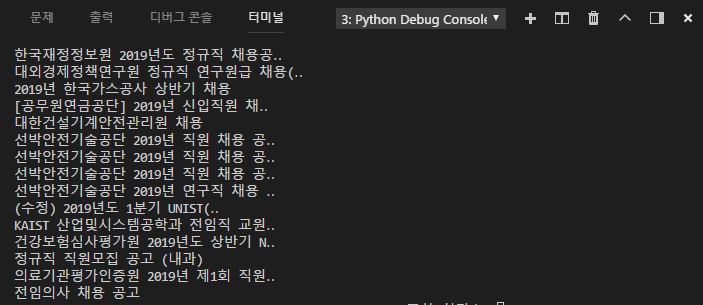 문제 출력 디버그 콘솔 터미널 3: Python Debug Console
한국재정정보원 2019년도 정규직 채용공..
대외경제정책연구원 정규직 연구원급 채용(..
2019년 한국가스공사 상반기 채용
[공무원연금공단] 2019년 신입직원 채..
대한건설기계안전관리원 채용
선박안전기술공단 2019년 직원 채용 공..
선박안전기술공단 2019년 직원 채용 공..
선박안전기술공단 2019년 직원 채용 공..
선박안전기술공단 2019년 연구직 채용 ..
(수정) 2019년도 1분기 UNIST(..
KAIST 산업및시스템공학과 전임직 교원..
건강보험심사평가원 2019년도 상반기 N..
정규직 직원모집 공고 (내과)
의료기관평가인증원 2019년 제1회 직원..
전임의사 채용 공고